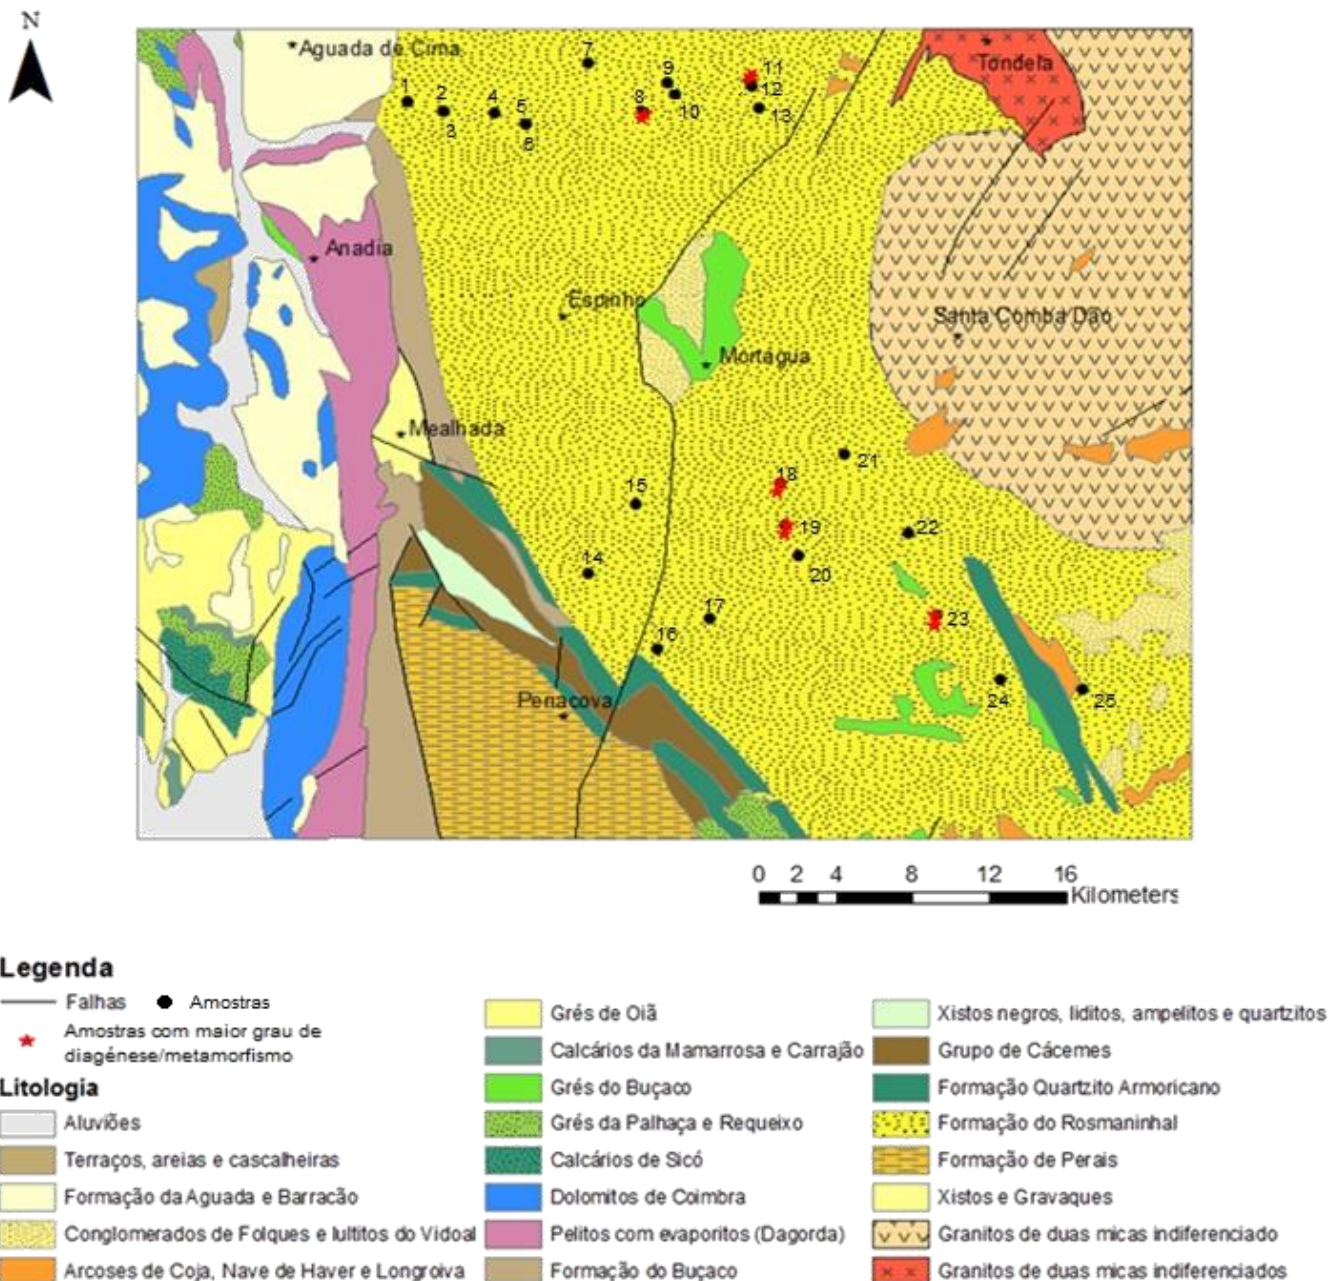 N
Aguada de Cima
Tondela
7
9
11
1
2
4
5
8
10
12
13
3
6
Anadia
Espinho
Santa Comba Dão
Mortágua
Mealhada
21
18
15
19
22
14
20
17
23
16
Penacova
24
25
0 2 4 8 12 16
Kilometers
Legenda
Falhas Amostras
Amostras com maior grau de
diagénese/metamorfismo
Litologia
Aluviões
Terraços, areias e cascalheiras
Formação da Aguada e Barracão
Conglomerados de Folques e lultitos do Vidoal
Arcoses de Coja, Nave de Haver e Longroiva
Grés de Oiã
Calcários da Mamarrosa e Carrajão
Grés do Buçaco
Grés da Palhaça e Requeixo
Calcários de Sicó
Dolomitos de Coimbra
Pelitos com evaporitos (Dagorda)
Formação do Buçaco
Xistos negros, liditos, ampelitos e quartzitos
Grupo de Cácemes
Formação Quartzito Armoricano
Formação do Rosmaninhal
Formação de Perais
Xistos e Gravaques
Granitos de duas micas indiferenciado
Granitos de duas micas indiferenciados